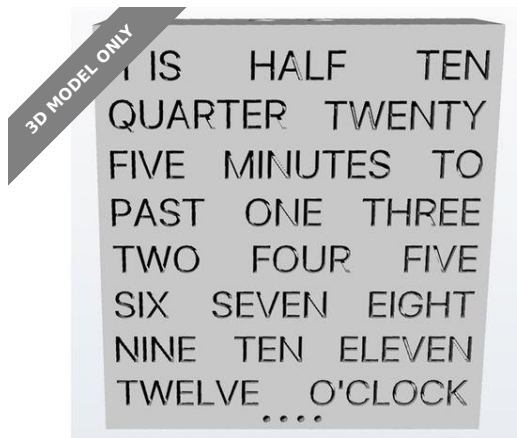 3D MODEL ONLY
IS HALF TEN
QUARTER TWENTY
FIVE MINUTES TO
PAST ONE THREE
TWO FOUR FIVE
SIX SEVEN EIGHT
NINE TEN ELEVEN
TWELVE O'CLOCK